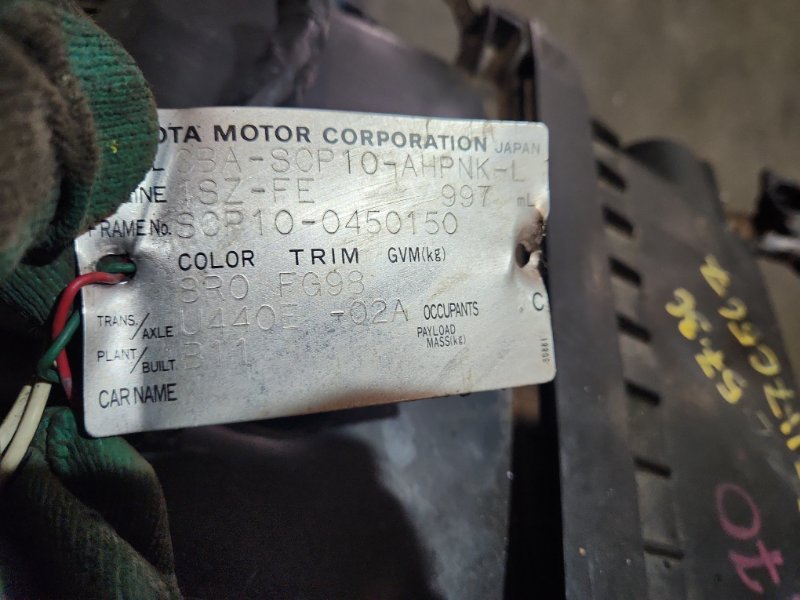 OTA MOTOR CORPORATION JAPAN
L CBA-SCP10-AHPNK-L
INE 1SZ-FE 997 mL
FRAME No. SCP10-0450150
COLOR TRIM GVM(kg)
8R0 FG98
TRANS./AXLE U440E -02A OCCUPANTS C
PLANT/BUILT B11 PAYLOAD MASS(kg)
CAR NAME
70